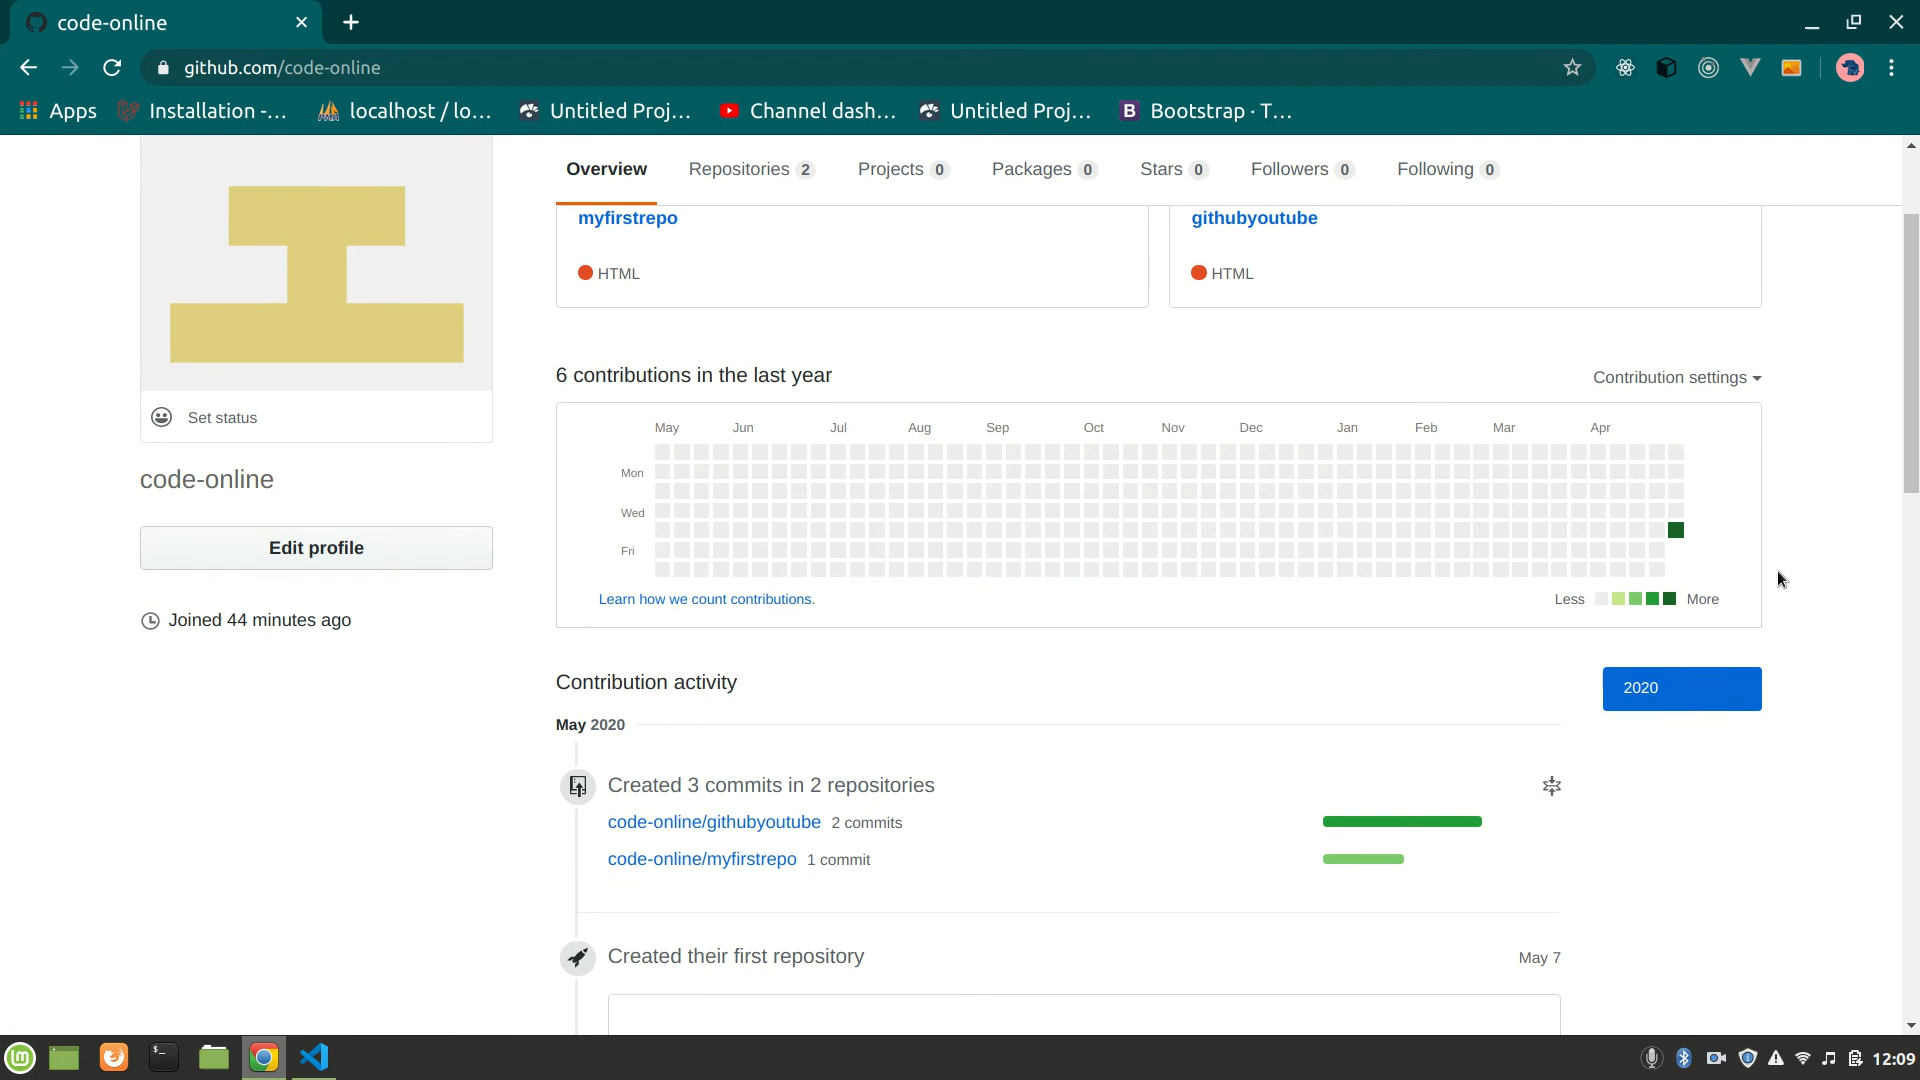 code-online
github.com/code-online
Apps Installation -... localhost / lo... Untitled Proj... Channel dash... Untitled Proj... B Bootstrap · T...
Overview Repositories 2 Projects 0 Packages 0 Stars 0 Followers 0 Following 0
myfirstrepo githubyoutube
HTML HTML
6 contributions in the last year Contribution settings
May Jun Jul Aug Sep Oct Nov Dec Jan Feb Mar Apr
Mon
Wed
Fri
Learn how we count contributions. Less More
Set status
code-online
Edit profile
Joined 44 minutes ago
Contribution activity 2020
May 2020
Created 3 commits in 2 repositories
code-online/githubyoutube 2 commits
code-online/myfirstrepo 1 commit
Created their first repository May 7
12:09